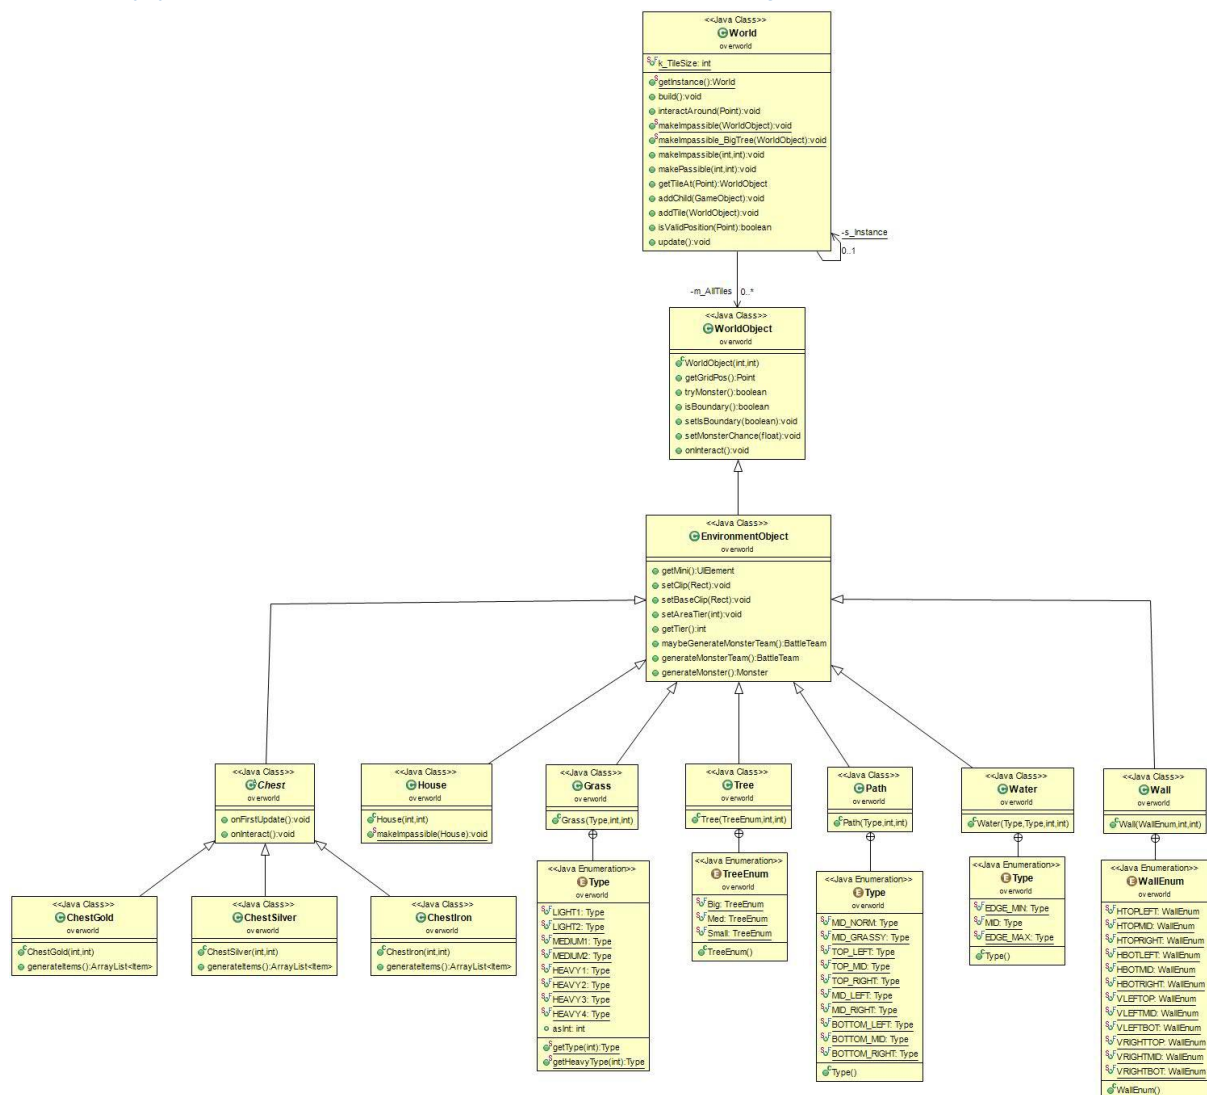 <<Java Class>>
World
overworld
k_TileSize: int
getInstance():World
build():void
interactAround(Point):void
makeImpassible(WorldObject):void
makeImpassible_BigTree(WorldObject):void
makeImpassible(int,int):void
makePassible(int,int):void
getTileAt(Point):WorldObject
addChild(GameObject):void
addTile(WorldObject):void
isValidPosition(Point):boolean
update():void
-s_Instance
0..1
-m_AllTiles 0..*
<<Java Class>>
WorldObject
overworld
WorldObject(int,int)
getGridPos():Point
tryMonster():boolean
isBoundary():boolean
setIsBoundary(boolean):void
setMonsterChance(float):void
onInteract():void
<<Java Class>>
EnvironmentObject
overworld
getMini():UIElement
setClip(Rect):void
setBaseClip(Rect):void
setAreaTier(int):void
getTier():int
maybeGenerateMonsterTeam():BattleTeam
generateMonsterTeam():BattleTeam
generateMonster():Monster
<<Java Class>>
Chest
overworld
onFirstUpdate():void
onInteract():void
<<Java Class>>
House
overworld
House(int,int)
makeImpassible(House):void
<<Java Class>>
Grass
overworld
Grass(Type,int,int)
<<Java Class>>
Tree
overworld
Tree(TreeEnum,int,int)
<<Java Class>>
Path
overworld
Path(Type,int,int)
<<Java Class>>
Water
overworld
Water(Type,Type,int,int)
<<Java Class>>
Wall
overworld
Wall(WallEnum,int,int)
<<Java Class>>
ChestGold
overworld
ChestGold(int,int)
generateItems():ArrayList<Item>
<<Java Class>>
ChestSilver
overworld
ChestSilver(int,int)
generateItems():ArrayList<Item>
<<Java Class>>
ChestIron
overworld
ChestIron(int,int)
generateItems():ArrayList<Item>
<<Java Enumeration>>
Type
overworld
LIGHT1: Type
LIGHT2: Type
MEDIUM1: Type
MEDIUM2: Type
HEAVY1: Type
HEAVY2: Type
HEAVY3: Type
HEAVY4: Type
asInt: int
getType(int):Type
getHeavyType(int):Type
<<Java Enumeration>>
TreeEnum
overworld
Big: TreeEnum
Med: TreeEnum
Small: TreeEnum
TreeEnum()
<<Java Enumeration>>
Type
overworld
MID_NORM: Type
MID_GRASSY: Type
TOP_LEFT: Type
TOP_MID: Type
TOP_RIGHT: Type
MID_LEFT: Type
MID_RIGHT: Type
BOTTOM_LEFT: Type
BOTTOM_MID: Type
BOTTOM_RIGHT: Type
Type()
<<Java Enumeration>>
Type
overworld
EDGE_MIN: Type
MID: Type
EDGE_MAX: Type
Type()
<<Java Enumeration>>
WallEnum
overworld
HTOPLEFT: WallEnum
HTOPMID: WallEnum
HTOPRIGHT: WallEnum
HBOTLEFT: WallEnum
HBOTMID: WallEnum
HBOTRIGHT: WallEnum
VLEFTTOP: WallEnum
VLEFTMID: WallEnum
VLEFTBOT: WallEnum
VRIGHTTOP: WallEnum
VRIGHTMID: WallEnum
VRIGHTBOT: WallEnum
WallEnum()